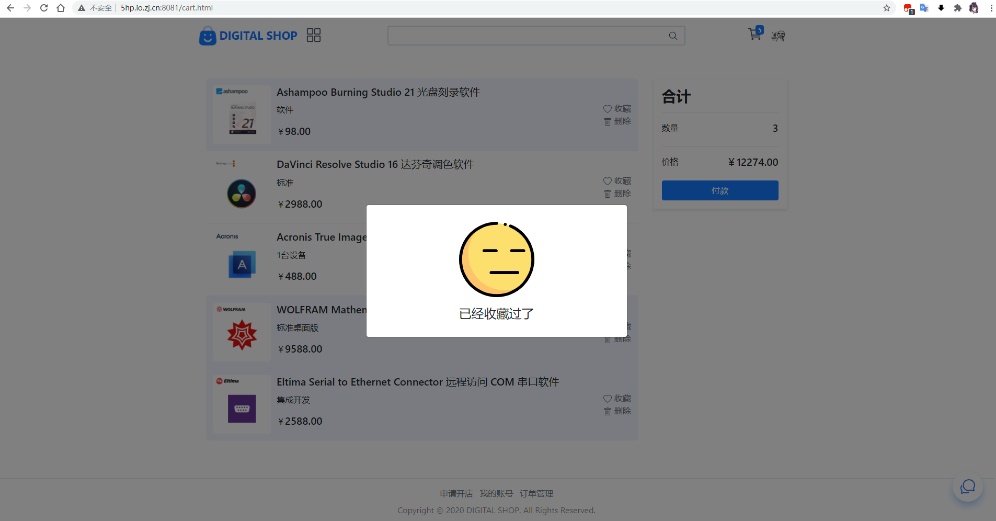 不安全 5hp.lo.zj.cn:8081/cart.html
DIGITAL SHOP
5
ashampoo
21
Ashampoo Burning Studio 21 光盘刻录软件
软件
￥98.00
收藏
删除
DaVinci Resolve Studio 16 达芬奇调色软件
标准
￥2988.00
收藏
删除
Acronis
A
Acronis True Imag
1台设备
￥488.00
WOLFRAM
WOLFRAM Mathem
标准桌面版
￥9588.00
删除
Eltima
Eltima Serial to Ethernet Connector 远程访问 COM 串口软件
集成开发
￥2588.00
收藏
删除
合计
数量 3
价格 ￥12274.00
付款
已经收藏过了
申请开店 我的账号 订单管理
Copyright © 2020 DIGITAL SHOP. All Rights Reserved.